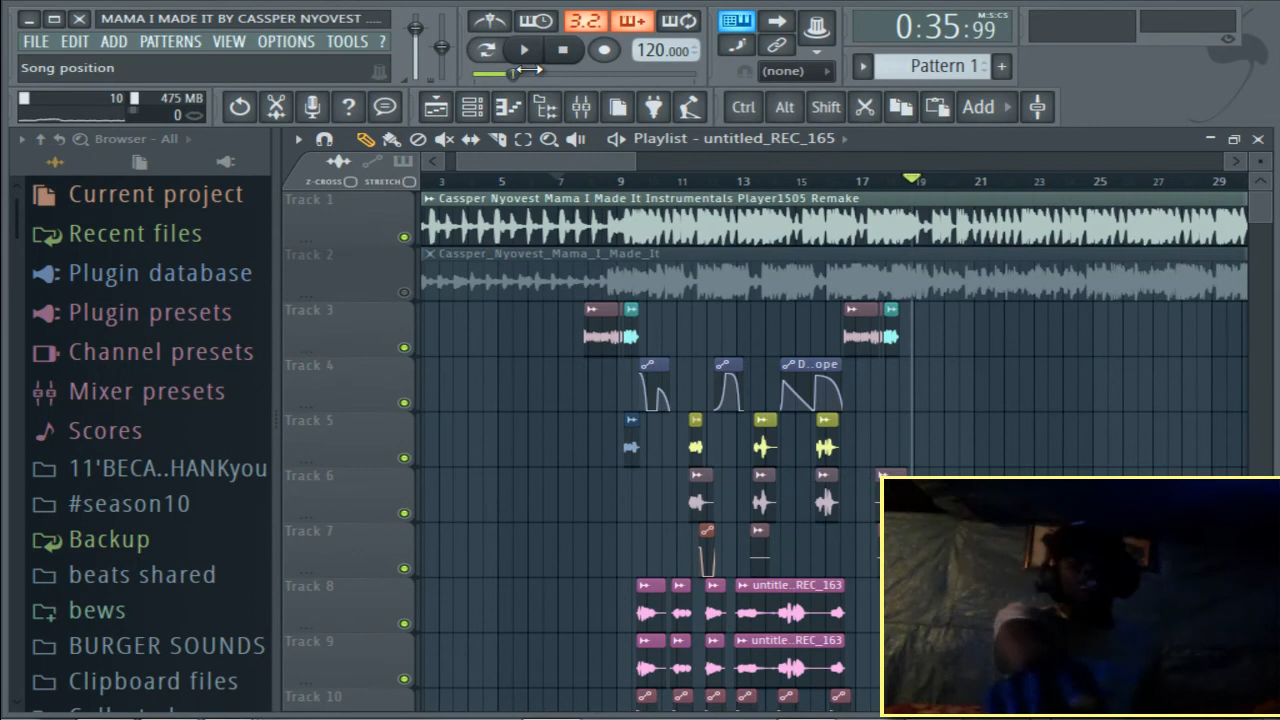 MAMA I MADE IT BY CASSPER NYOVEST ...
FILE EDIT ADD PATTERNS VIEW OPTIONS TOOLS ?
Song position
3.2
120.000
(none)
0:35:99
M:S:CS
Pattern 1
10
475 MB
0
Ctrl Alt Shift
Add
Browser - All
Playlist - untitled_REC_165
Z-CROSS STRETCH
3 5 7 9 11 13 15 17 19 21 23 25 27 29
Current project
Recent files
Plugin database
Plugin presets
Channel presets
Mixer presets
Scores
11'BECA..HANKyou
#season10
Backup
beats shared
bews
BURGER SOUNDS
Clipboard files
Track 1
Cassper Nyovest Mama I Made It Instrumentals Player1505 Remake
Track 2
Cassper_Nyovest_Mama_I_Made_It
Track 3
Track 4
D..ope
Track 5
Track 6
Track 7
Track 8
untitle..REC_163
Track 9
untitle..REC_163
Track 10